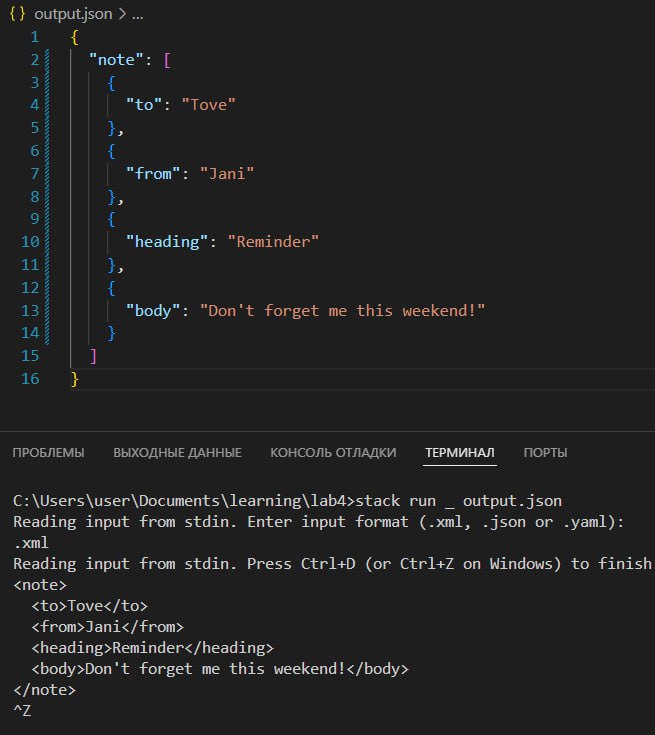 {} output.json > ...
1 {
2 "note": [
3 {
4 "to": "Tove"
5 },
6 {
7 "from": "Jani"
8 },
9 {
10 "heading": "Reminder"
11 },
12 {
13 "body": "Don't forget me this weekend!"
14 }
15 ]
16 }
ПРОБЛЕМЫ ВЫХОДНЫЕ ДАННЫЕ КОНСОЛЬ ОТЛАДКИ ТЕРМИНАЛ ПОРТЫ
C:\Users\user\Documents\learning\lab4>stack run _ output.json
Reading input from stdin. Enter input format (.xml, .json or .yaml):
.xml
Reading input from stdin. Press Ctrl+D (or Ctrl+Z on Windows) to finish
<note>
  <to>Tove</to>
  <from>Jani</from>
  <heading>Reminder</heading>
  <body>Don't forget me this weekend!</body>
</note>
^Z